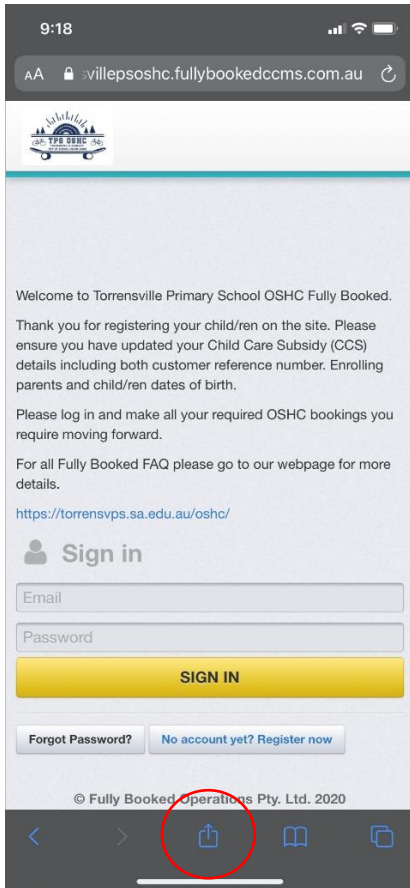 9:18
AA svillepsoshc.fullybookedccms.com.au
TPS OSHC
Welcome to Torrensville Primary School OSHC Fully Booked.
Thank you for registering your child/ren on the site. Please
ensure you have updated your Child Care Subsidy (CCS)
details including both customer reference number. Enrolling
parents and child/ren dates of birth.
Please log in and make all your required OSHC bookings you
require moving forward.
For all Fully Booked FAQ please go to our webpage for more
details.
https://torrensvps.sa.edu.au/oshc/
Sign in
Email
Password
SIGN IN
Forgot Password?
No account yet? Register now
© Fully Booked Operations Pty. Ltd. 2020